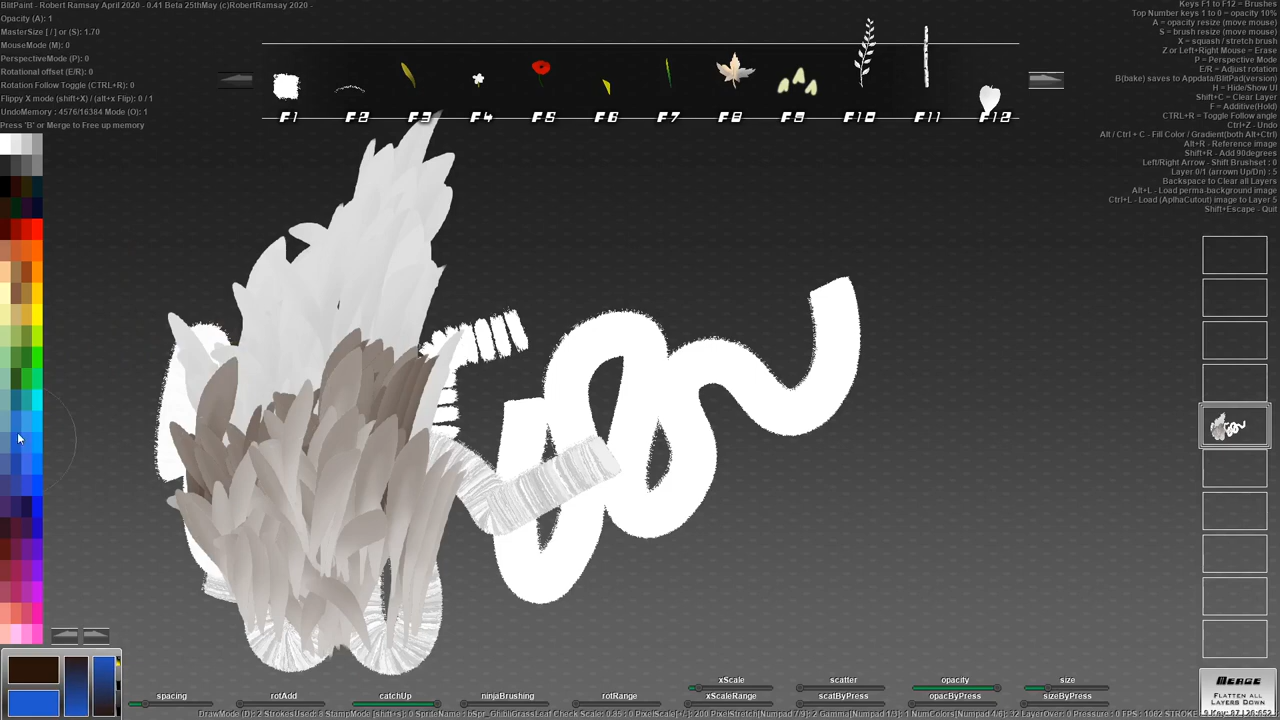 BlitPaint - Robert Ramsay April 2020 - 0.41 Beta 25thMay (c)RobertRamsay 2020 -
Opacity (A): 1
MasterSize [ / ] or (S): 1.70
MouseMode (M): 0
PerspectiveMode (P): 0
Rotational offset (E/R): 0
Rotation Follow Toggle (CTRL+R): 0
Flippy X mode (shift+X) / (alt+x Flip): 0 / 1
UndoMemory : 4576/16384 Mode (D): 1
Press 'B' or Merge to Free up memory
F1 F2 F3 F4 F5 F6 F7 F8 F9 F10 F11 F12
Keys F1 to F12 = Brushes
Top Number keys 1 to 0 = opacity 10%
A = opacity resize (move mouse)
S = brush resize (move mouse)
X = squash / stretch brush
Z or Left+Right Mouse = Erase
P = Perspective Mode
E/R = Adjust rotation
B(bake) saves to Appdata/BlitPad(version)
H = Hide/Show UI
Shift+C = Clear Layer
F = Additive(Hold)
CTRL+R = Toggle Follow angle
Ctrl+Z - Undo
Alt / Ctrl + C - Fill Color / Gradient(both Alt+Ctrl)
Alt+R - Reference image
Shift+R - Add 90degrees
Left/Right Arrow - Shift Brushset : 0
Layer 0/1 (arrown Up/Dn) : 5
Backspace to Clear all Layers
Alt+L - Load perma-background image
Ctrl+L - Load (AplhaCutout) image to Layer 5
Shift+Escape - Quit
xScale scatter opacity size
spacing rotAdd catchUp ninjaBrushing rotRange xScaleRange scatByPress opacByPress sizeByPress
MERGE
FLATTEN ALL
LAYERS DOWN